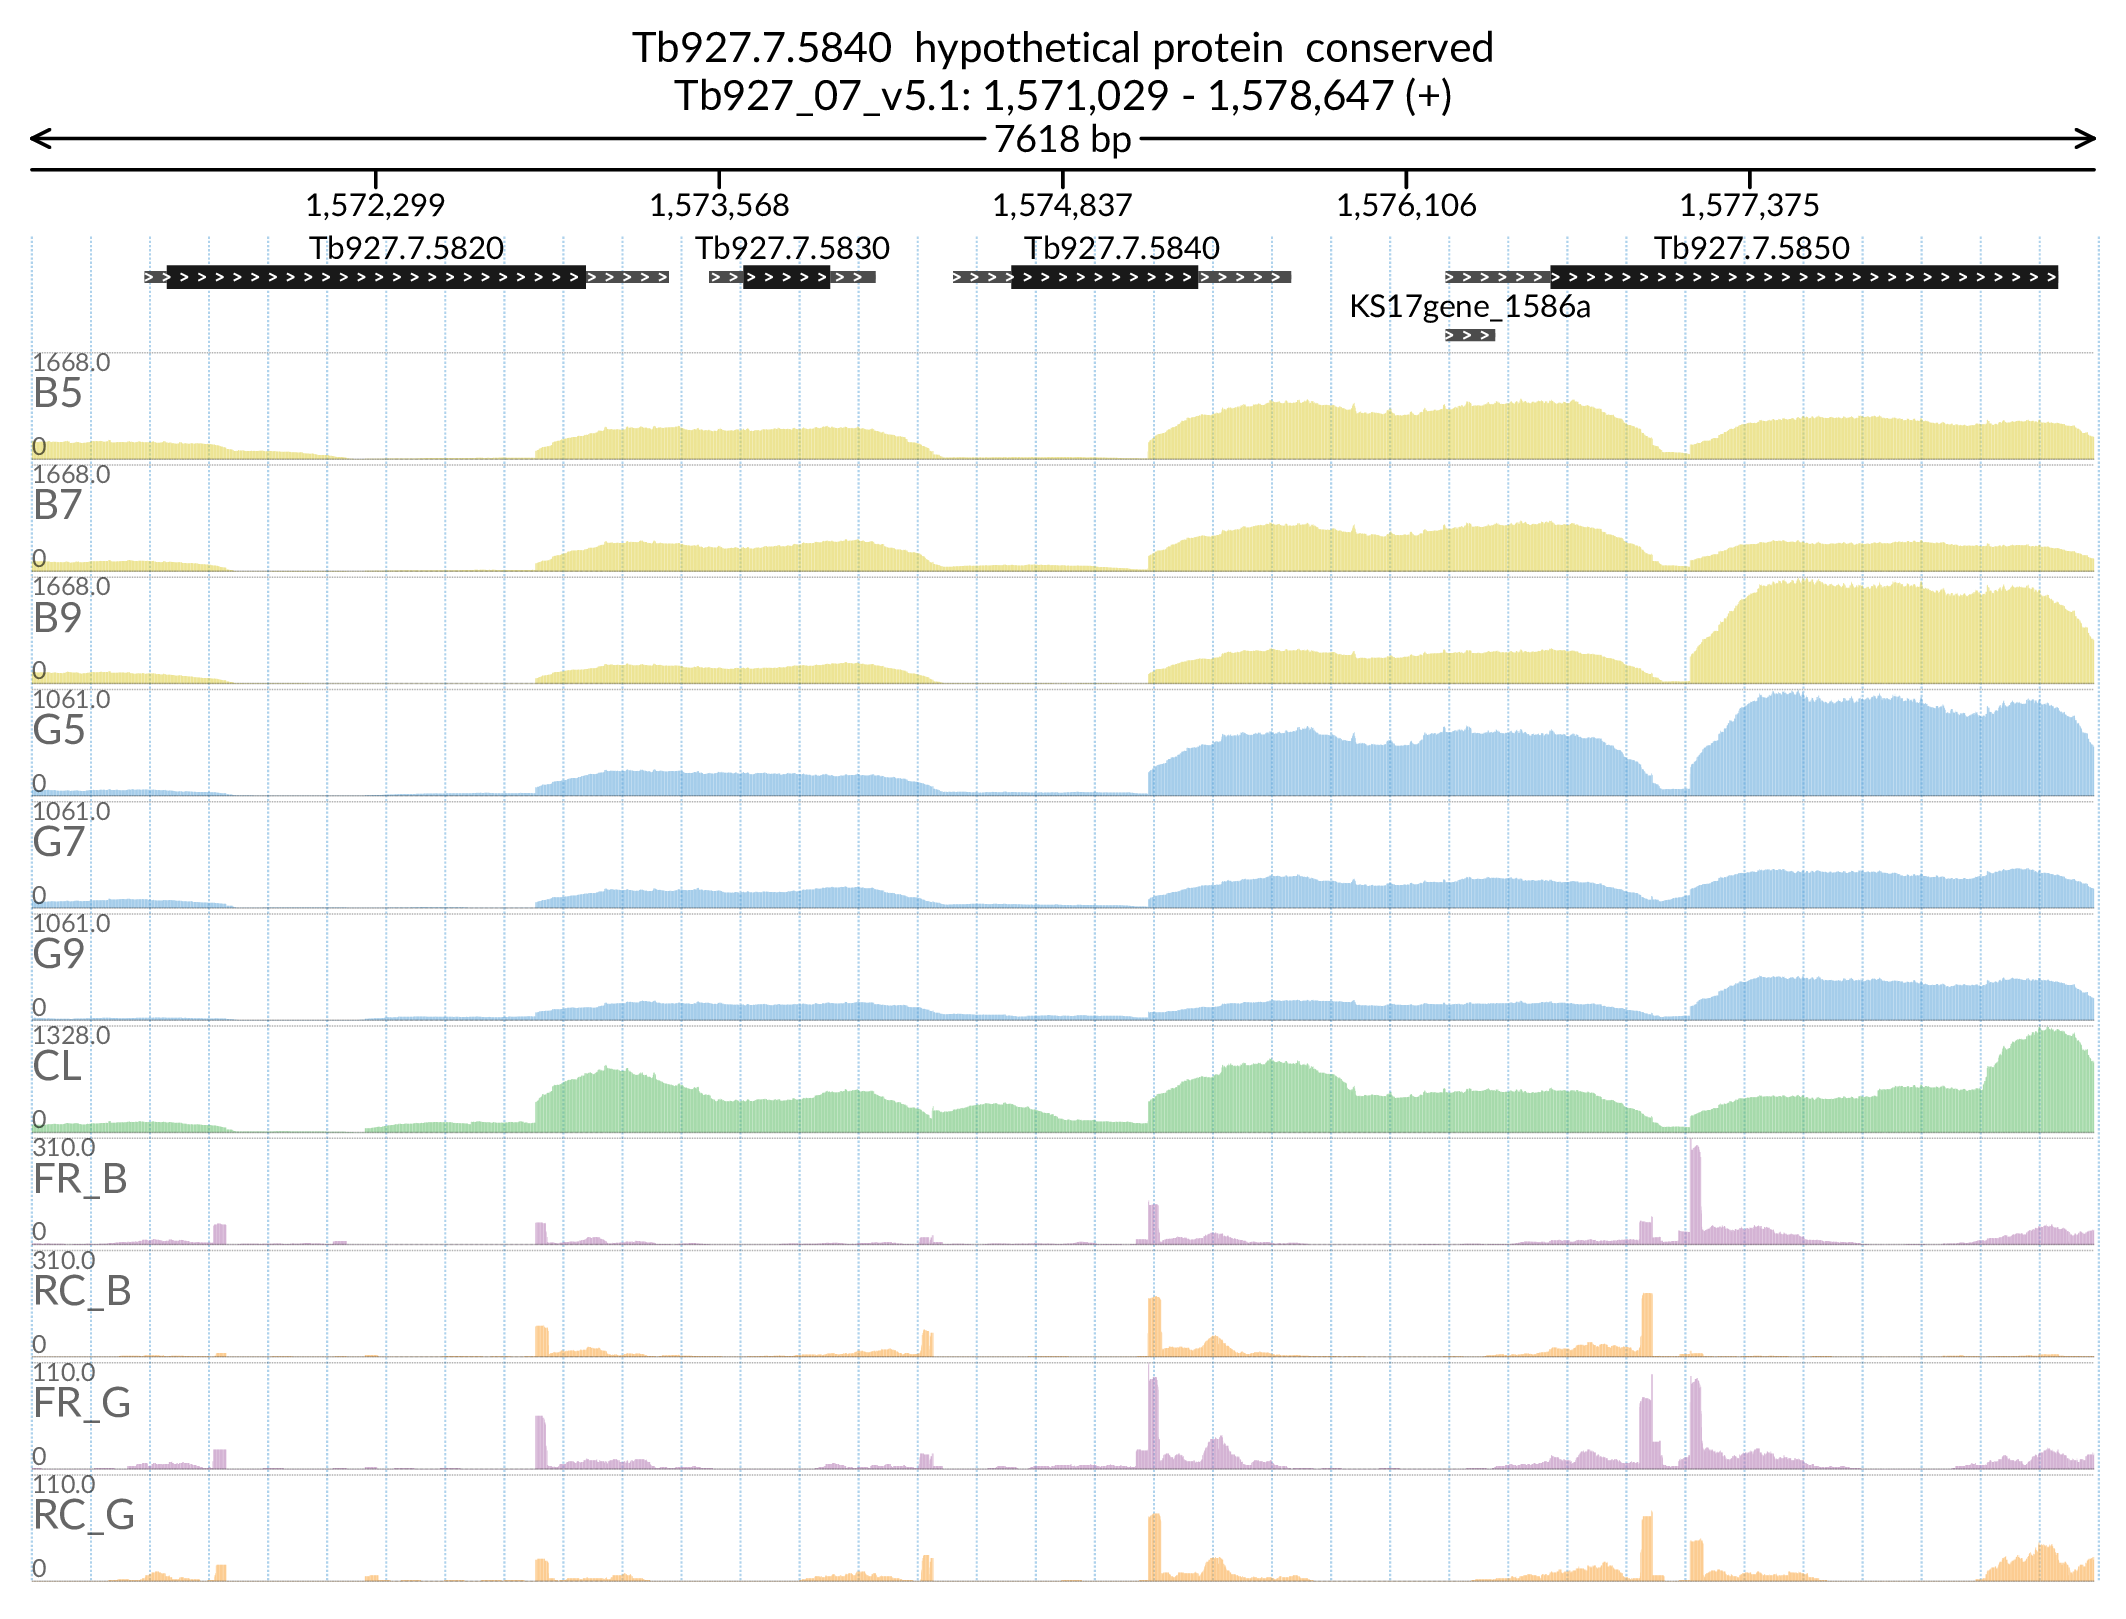 Tb927.7.5840  hypothetical protein  conserved
Tb927_07_v5.1: 1,571,029 - 1,578,647 (+)
7618 bp
1,572,299 1,573,568 1,574,837 1,576,106 1,577,375
Tb927.7.5820 Tb927.7.5830 Tb927.7.5840 Tb927.7.5850
KS17gene_1586a
1668.0
B5
0
1668.0
B7
0
1668.0
B9
0
1061.0
G5
0
1061.0
G7
0
1061.0
G9
0
1328.0
CL
0
310.0
FR_B
0
310.0
RC_B
0
110.0
FR_G
0
110.0
RC_G
0